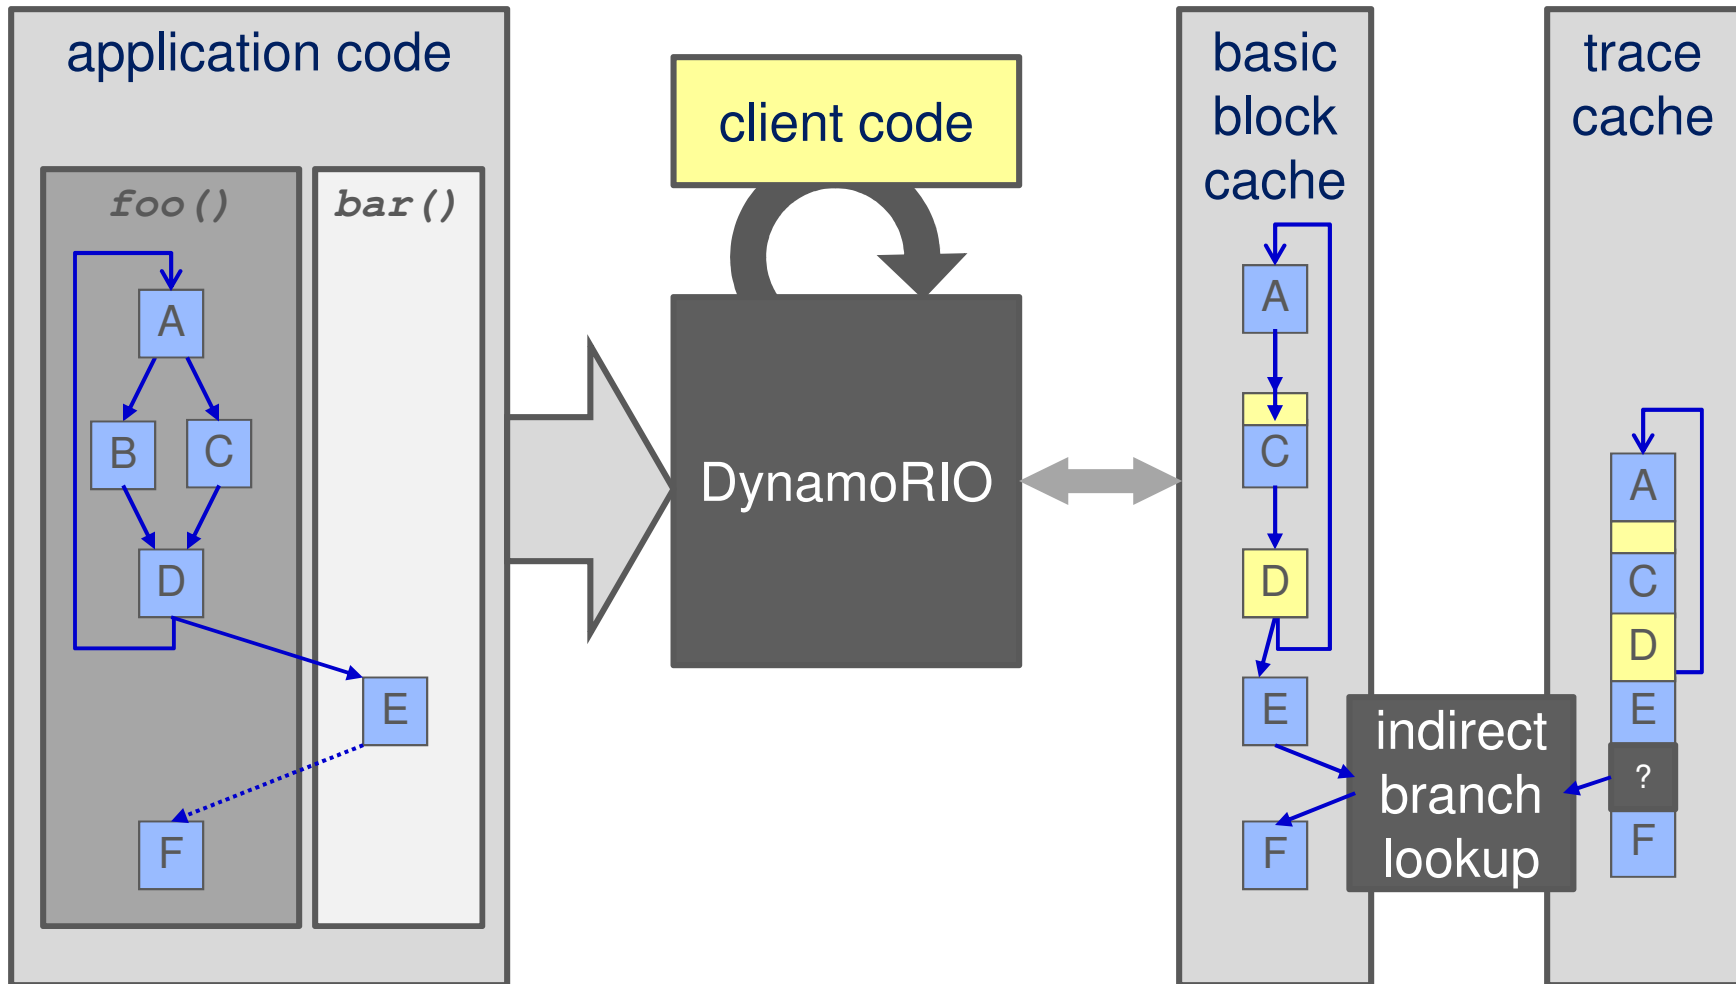 application code
foo()
bar()
A
B
C
D
E
F
client code
DynamoRIO
basic
block
cache
A
C
D
E
F
indirect
branch
lookup
trace
cache
A
C
D
E
?
F